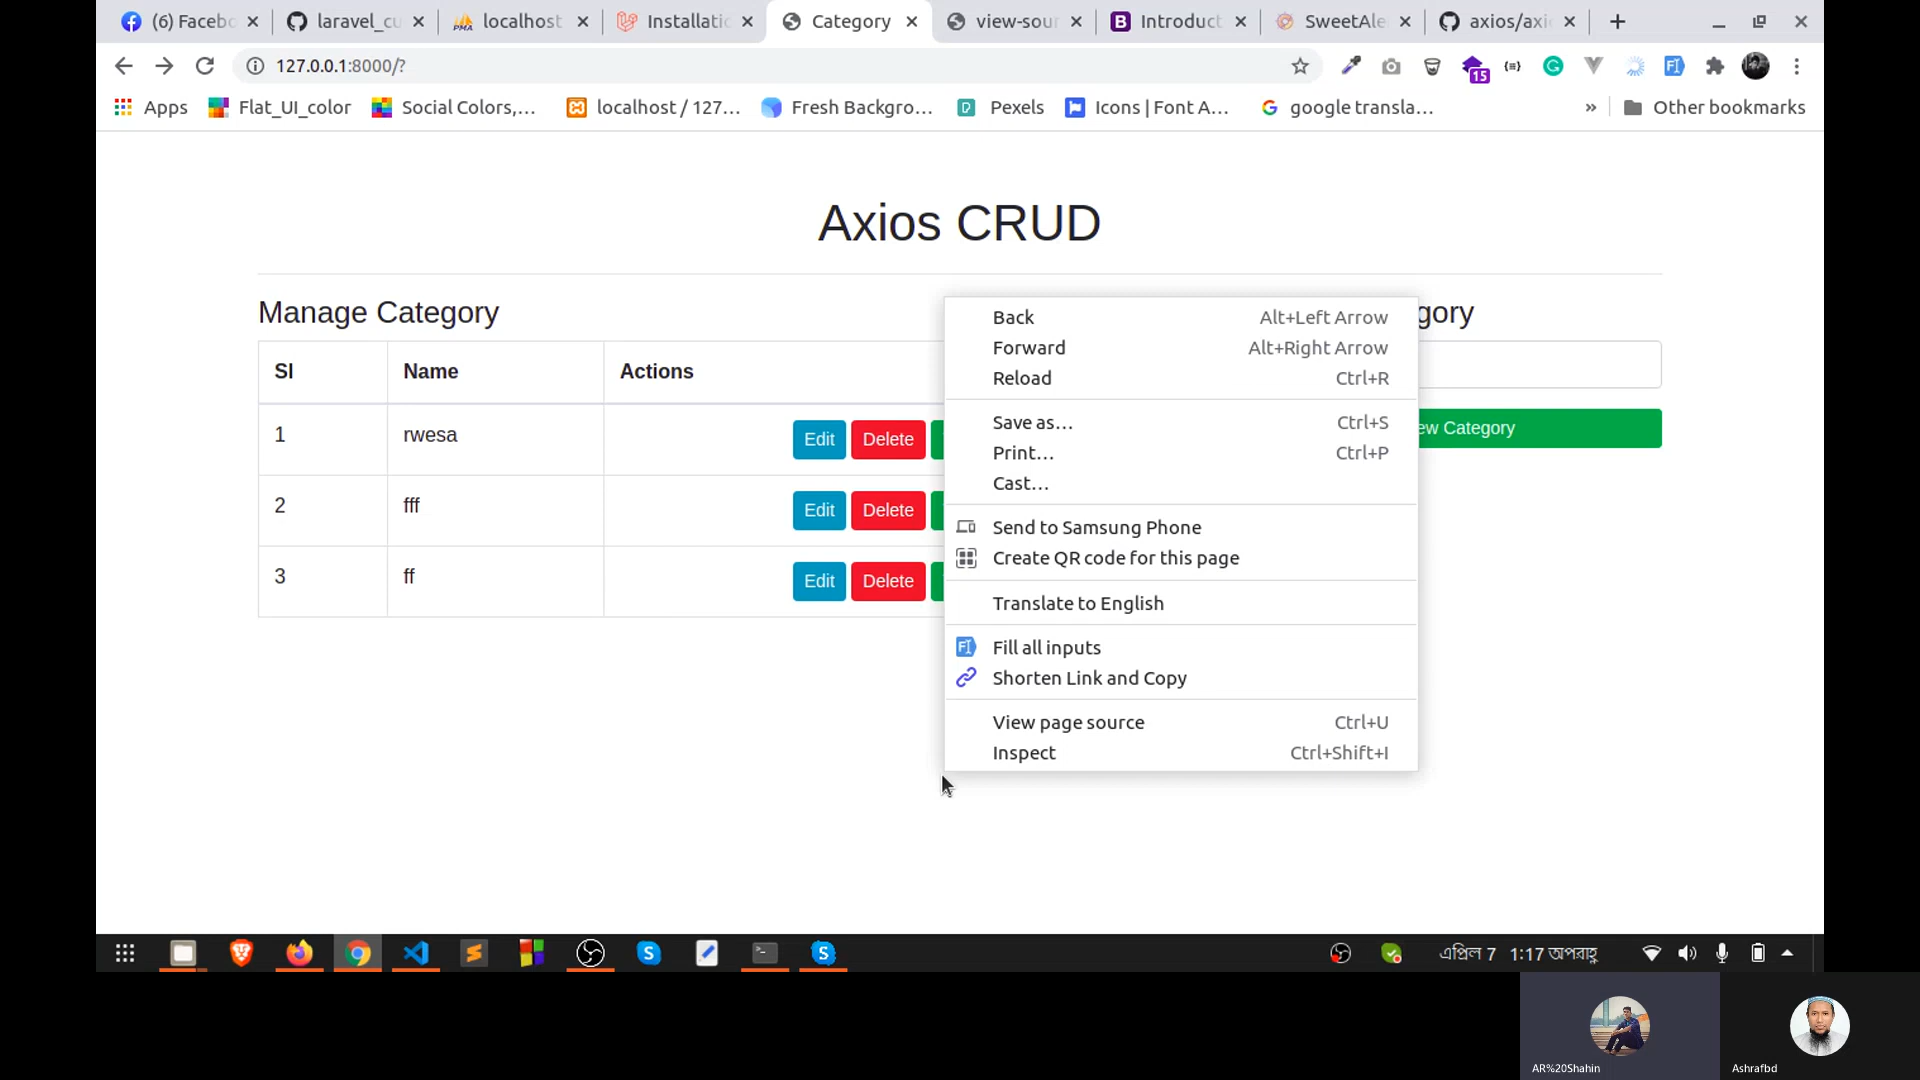 (6) Facebo
laravel_cu
localhost
Installatio
Category
view-sour
Introduct
SweetAle
axios/axio
127.0.0.1:8000/?
15
Apps
Flat_UI_color
Social Colors,...
localhost / 127...
Fresh Backgro...
Pexels
Icons | Font A...
google transla...
»
Other bookmarks
Axios CRUD
Manage Category
gory
Sl Name Actions
1 rwesa Edit Delete
2 fff Edit Delete
3 ff Edit Delete
ew Category
Back Alt+Left Arrow
Forward Alt+Right Arrow
Reload Ctrl+R
Save as... Ctrl+S
Print... Ctrl+P
Cast...
Send to Samsung Phone
Create QR code for this page
Translate to English
Fill all inputs
Shorten Link and Copy
View page source Ctrl+U
Inspect Ctrl+Shift+I
এপ্রিল 7 1:17 অপরাহ্ণ
AR%20Shahin
Ashrafbd